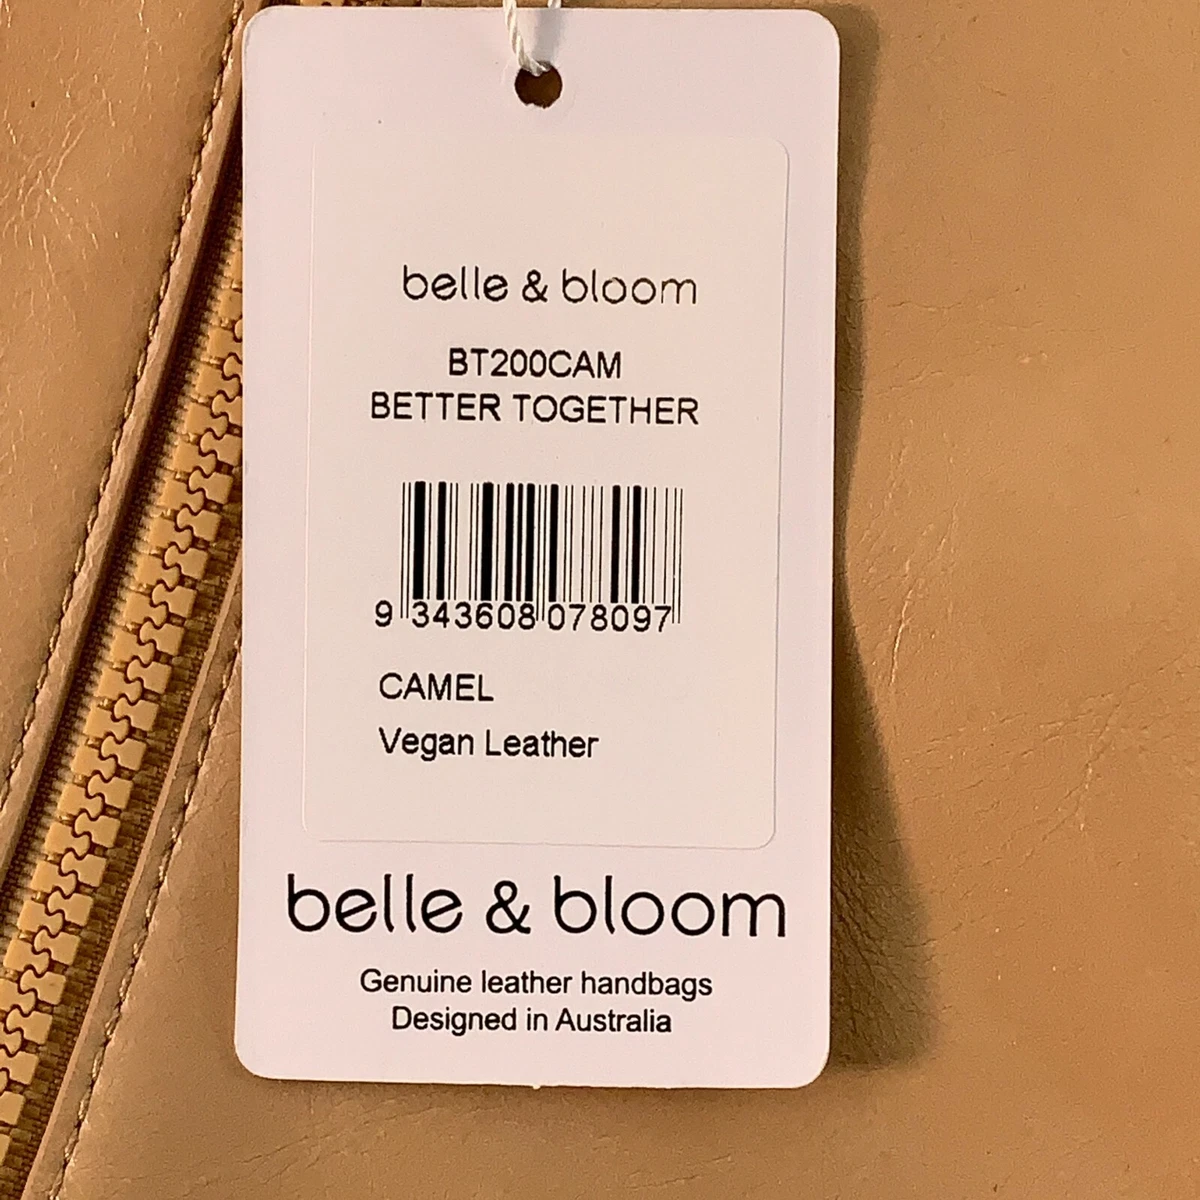 belle & bloom
BT200CAM
BETTER TOGETHER
9 343608 078097
CAMEL
Vegan Leather
belle & bloom
Genuine leather handbags
Designed in Australia